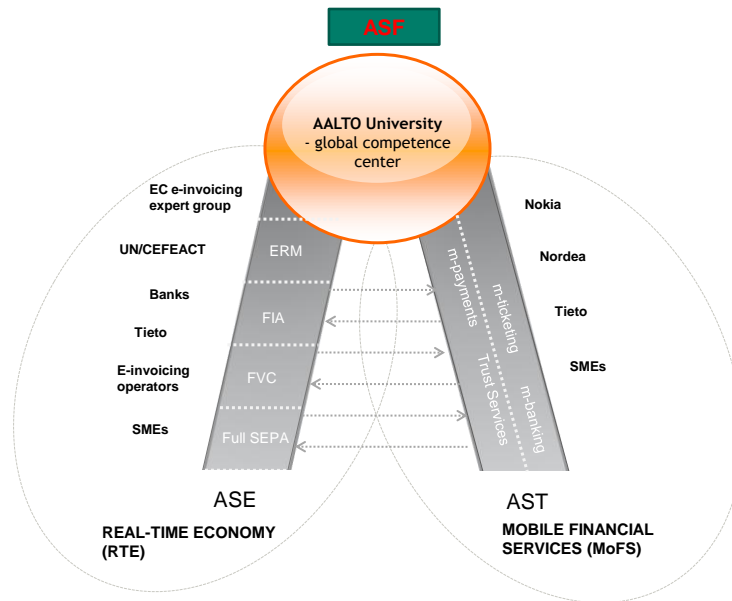 ASF
AALTO University
- global competence
center
EC e-invoicing
expert group
UN/CEFEACT
Banks
Tieto
E-invoicing
operators
SMEs
ERM
FIA
FVC
Full SEPA
m-payments
m-ticketing
Trust Services
m-banking
Nokia
Nordea
Tieto
SMEs
ASE
REAL-TIME ECONOMY
(RTE)
AST
MOBILE FINANCIAL
SERVICES (MoFS)